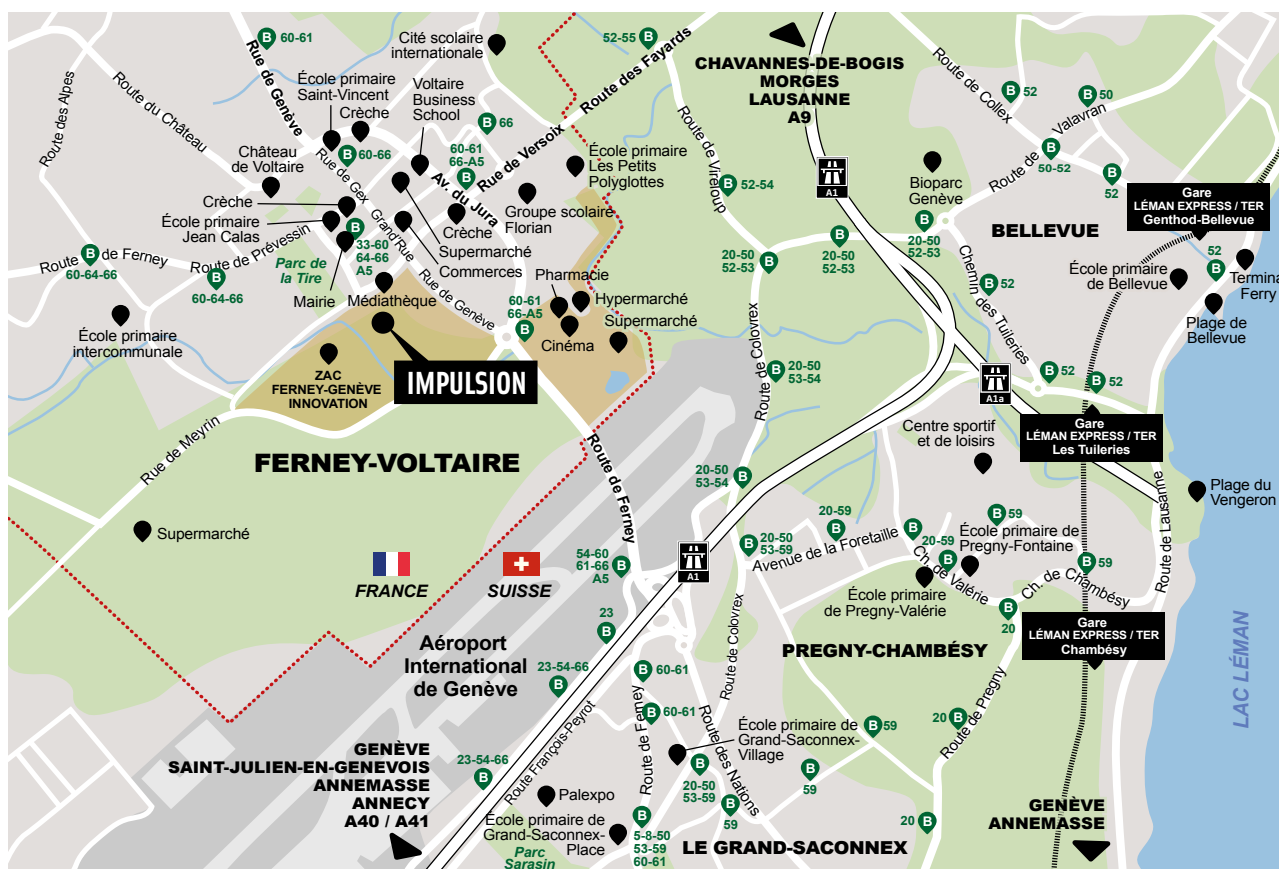 B 60-61
Cité scolaire
internationale
52-55 B
Rue de Genève
École primaire
Saint-Vincent
Crèche
Voltaire
Business
School
B 66
Route des Fayards
CHAVANNES-DE-BOGIS
MORGES
LAUSANNE
A9
Route de Collex
B
52
B 50
Valavran
Route des Alpes
Route du Château
Château
de Voltaire
B
60-66
Rue de Gex
60-61
66-A5
B
Rue de Versoix
Av. du Jura
École primaire
Les Petits
Polyglottes
Route de Vireloup
B 52-54
A1
Bioparc
Genève
Route de
B
50-52
B
52
Gare
LÉMAN EXPRESS / TER
Genthod-Bellevue
Crèche
École primaire
Jean Calas
B
33-60
64-66
A5
Grand'Rue
Crèche
Supermarché
Commerces
Groupe scolaire
Florian
B
20-50
52-53
BELLEVUE
Route de Ferney
B
60-64-66
Route de Prévessin
B
60-64-66
Parc de
la Tire
Mairie
Médiathèque
Rue de Genève
Pharmacie
Hypermarché
Supermarché
Cinéma
60-61
66-A5
B
20-50
52-53
B
B
20-50
52-53
Chemin des Tuileries
B
52
École primaire
de Bellevue
52
B
Termina
Ferry
Plage de
Bellevue
École primaire
intercommunale
ZAC
FERNEY-GENÈVE
INNOVATION
IMPULSION
Route de Colovrex
B 20-50
53-54
A1a
B 52
B
52
Rue de Meyrin
FERNEY-VOLTAIRE
Route de Ferney
Centre sportif
et de loisirs
Gare
LÉMAN EXPRESS / TER
Les Tuileries
20-50
53-54
B
Plage du
Vengeron
Route de Lausanne
Supermarché
FRANCE
SUISSE
54-60
61-66
A5
B
A1
B
20-50
53-59
20-59
B
Avenue de la Foretaille
B
20-59
B
B 59
École primaire de
Pregny-Fontaine
École primaire
de Pregny-Valérie
Ch. de Valérie
Ch. de Chambésy
B
59
B
20
23
B
Aéroport
International
de Genève
23-54-66
B
Route de Colovrex
PREGNY-CHAMBÉSY
Gare
LÉMAN EXPRESS / TER
Chambésy
LAC LÉMAN
B 60-61
B 60-61
Route de Ferney
Route des Nations
École primaire de
Grand-Saconnex-
Village
B 59
20 B
Route de Pregny
GENÈVE
SAINT-JULIEN-EN-GENEVOIS
ANNEMASSE
ANNECY
A40 / A41
23-54-66
B
Route François-Peyrot
B
20-50
53-59
B
59
B
59
Palexpo
École primaire de
Grand-Saconnex-
Place
Parc
Sarasin
B
5-8-50
53-59
60-61
LE GRAND-SACONNEX
20 B
GENÈVE
ANNEMASSE